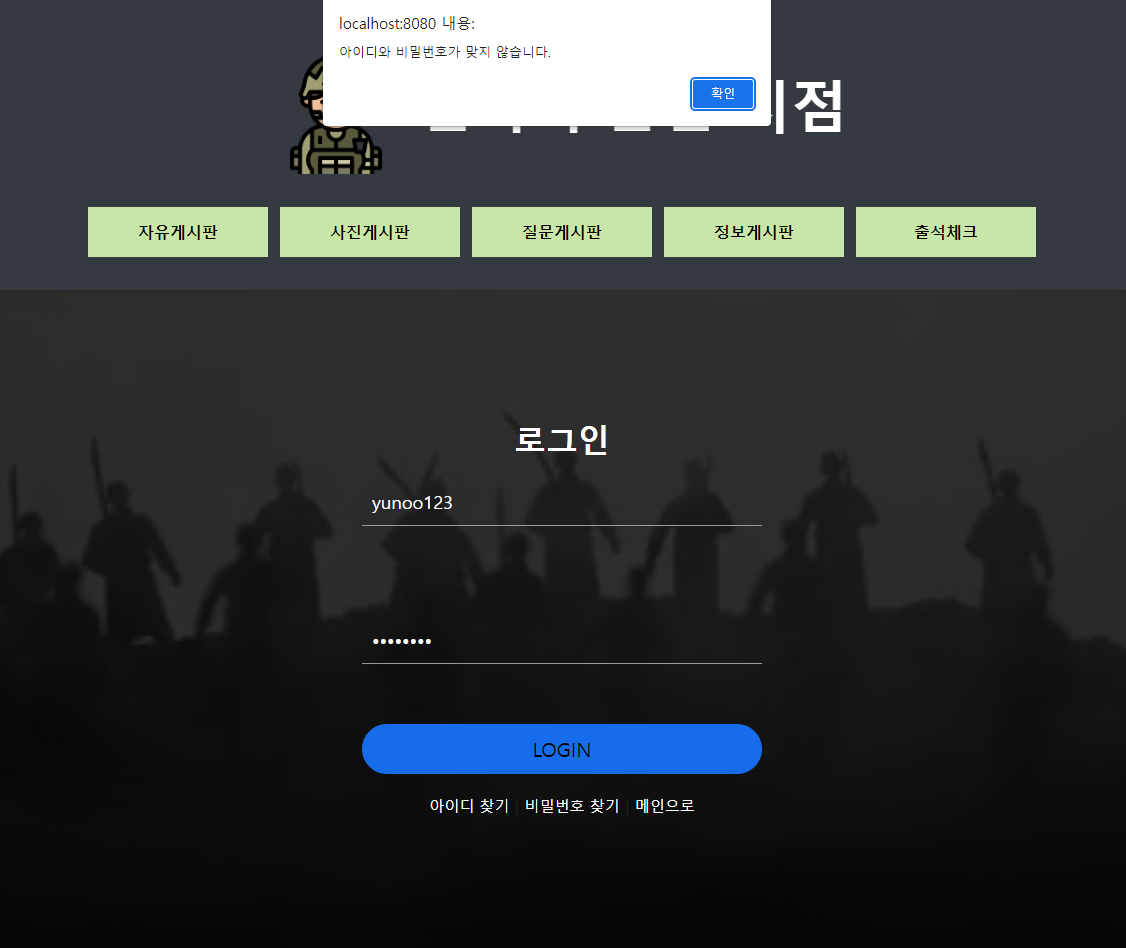 localhost:8080 내용:
아이디와 비밀번호가 맞지 않습니다.
확인
시점
자유게시판 사진게시판 질문게시판 정보게시판 출석체크
로그인
yunoo123
••••••••
LOGIN
아이디 찾기 | 비밀번호 찾기 | 메인으로